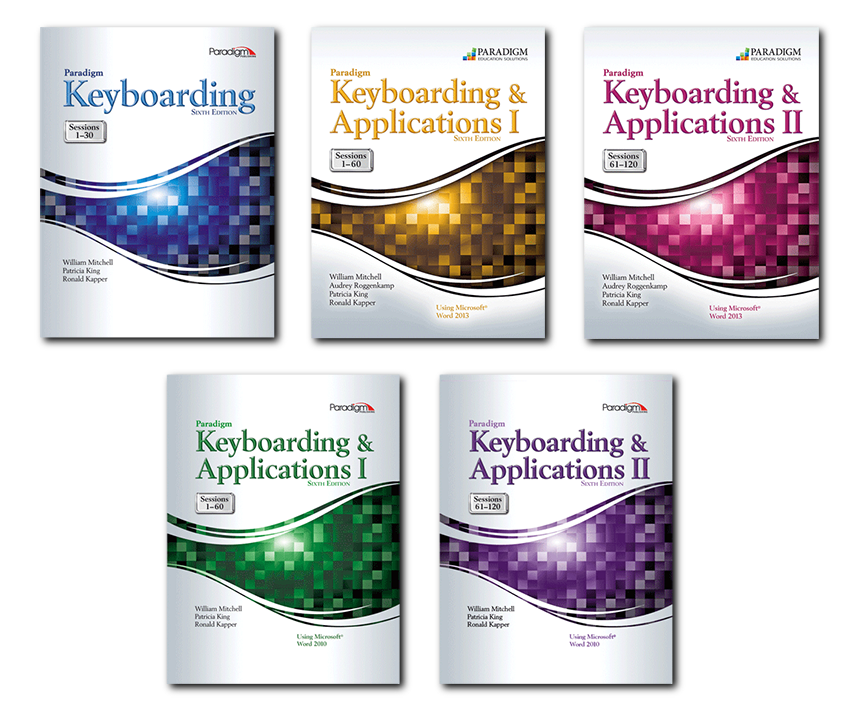 Paradigm
Paradigm
Keyboarding
SIXTH EDITION
Sessions
1–30
William Mitchell
Patricia King
Ronald Kapper
PARADIGM
EDUCATION SOLUTIONS
Paradigm
Keyboarding &
Applications I
SIXTH EDITION
Sessions
1–60
William Mitchell
Audrey Roggenkamp
Patricia King
Ronald Kapper
Using Microsoft®
Word 2013
PARADIGM
EDUCATION SOLUTIONS
Paradigm
Keyboarding &
Applications II
SIXTH EDITION
Sessions
61–120
William Mitchell
Audrey Roggenkamp
Patricia King
Ronald Kapper
Using Microsoft®
Word 2013
Paradigm
Paradigm
Keyboarding &
Applications I
SIXTH EDITION
Sessions
1–60
William Mitchell
Patricia King
Ronald Kapper
Using Microsoft®
Word 2010
Paradigm
Paradigm
Keyboarding &
Applications II
SIXTH EDITION
Sessions
61–120
William Mitchell
Patricia King
Ronald Kapper
Using Microsoft®
Word 2010